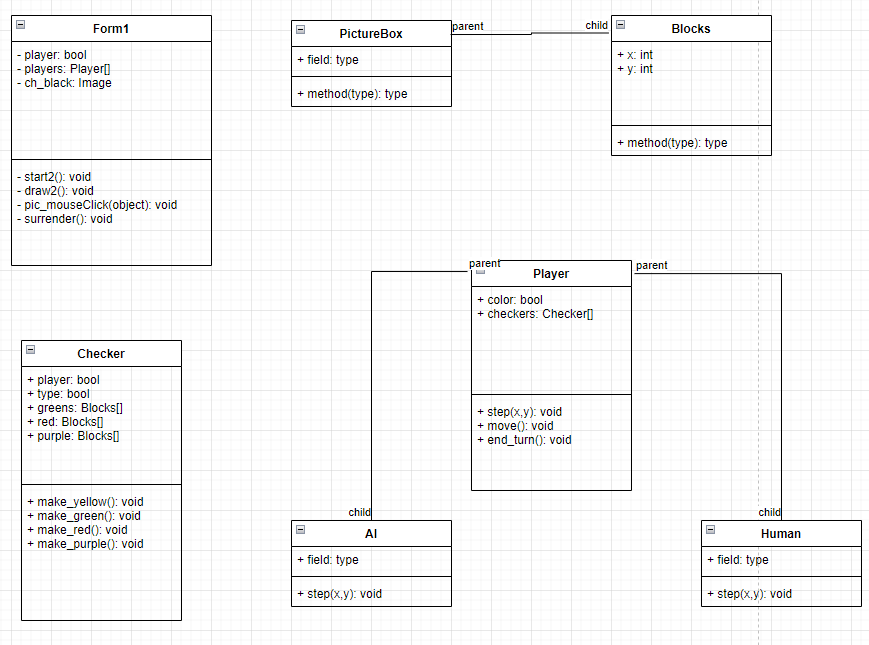 Form1
- player: bool
- players: Player[]
- ch_black: Image
- start2(): void
- draw2(): void
- pic_mouseClick(object): void
- surrender(): void
PictureBox
+ field: type
+ method(type): type
parent
child
Blocks
+ x: int
+ y: int
+ method(type): type
parent
Player
parent
+ color: bool
+ checkers: Checker[]
+ step(x,y): void
+ move(): void
+ end_turn(): void
Checker
+ player: bool
+ type: bool
+ greens: Blocks[]
+ red: Blocks[]
+ purple: Blocks[]
+ make_yellow(): void
+ make_green(): void
+ make_red(): void
+ make_purple(): void
child
AI
+ field: type
+ step(x,y): void
child
Human
+ field: type
+ step(x,y): void